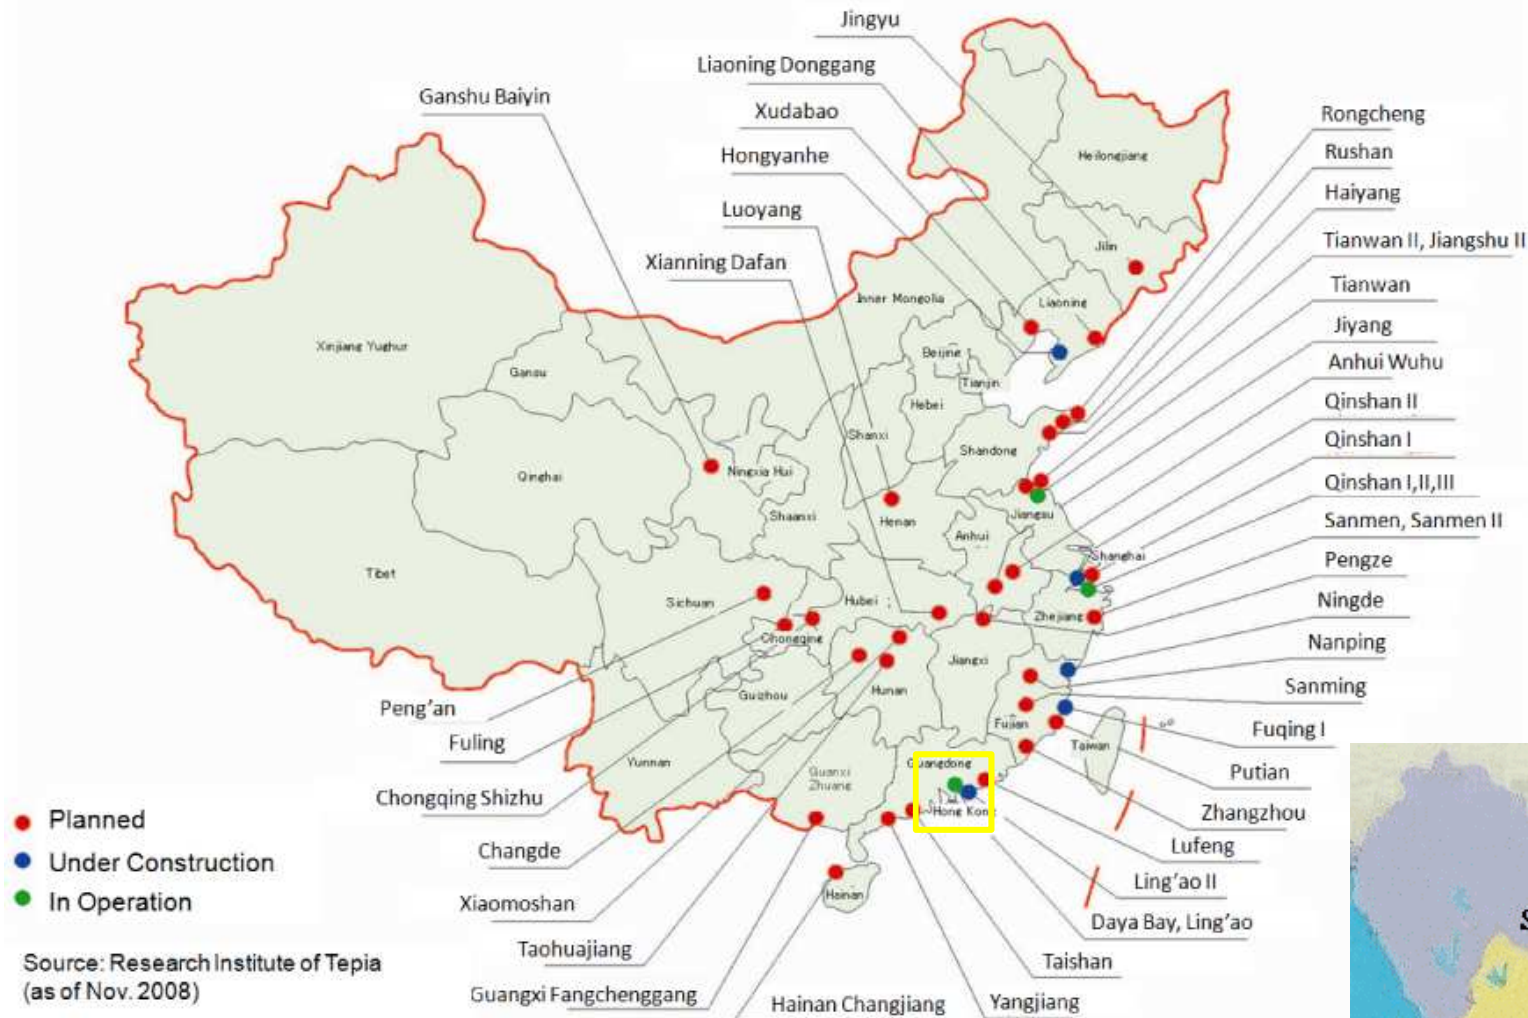 Jingyu
Liaoning Donggang
Ganshu Baiyin
Xudabao
Hongyanhe
Luoyang
Xianning Dafan
Rongcheng
Rushan
Haiyang
Tianwan II, Jiangshu II
Tianwan
Jiyang
Anhui Wuhu
Qinshan II
Qinshan I
Qinshan I,II,III
Sanmen, Sanmen II
Pengze
Ningde
Nanping
Sanming
Fuqing I
Putian
Zhangzhou
Lufeng
Ling'ao II
Daya Bay, Ling'ao
Taishan
Yangjiang
Hainan Changjiang
Guangxi Fangchenggang
Taohuajiang
Xiaomoshan
Changde
Chongqing Shizhu
Fuling
Peng'an
Heilongjiang
Jilin
Liaoning
Inner Mongolia
Beijing
Tianjin
Hebei
Shanxi
Shandong
Xinjiang Yughur
Gansu
Qinghai
Ningxia Hui
Shaanxi
Henan
Jiangsu
Anhui
Shanghai
Tibet
Sichuan
Hubei
Chongqing
Zhejiang
Jiangxi
Hunan
Guizhou
Fujian
Taiwan
Yunnan
Guanxi
Zhuang
Guangdong
Hong Kong
Hainan
Planned
Under Construction
In Operation
Source: Research Institute of Tepia
(as of Nov. 2008)
S